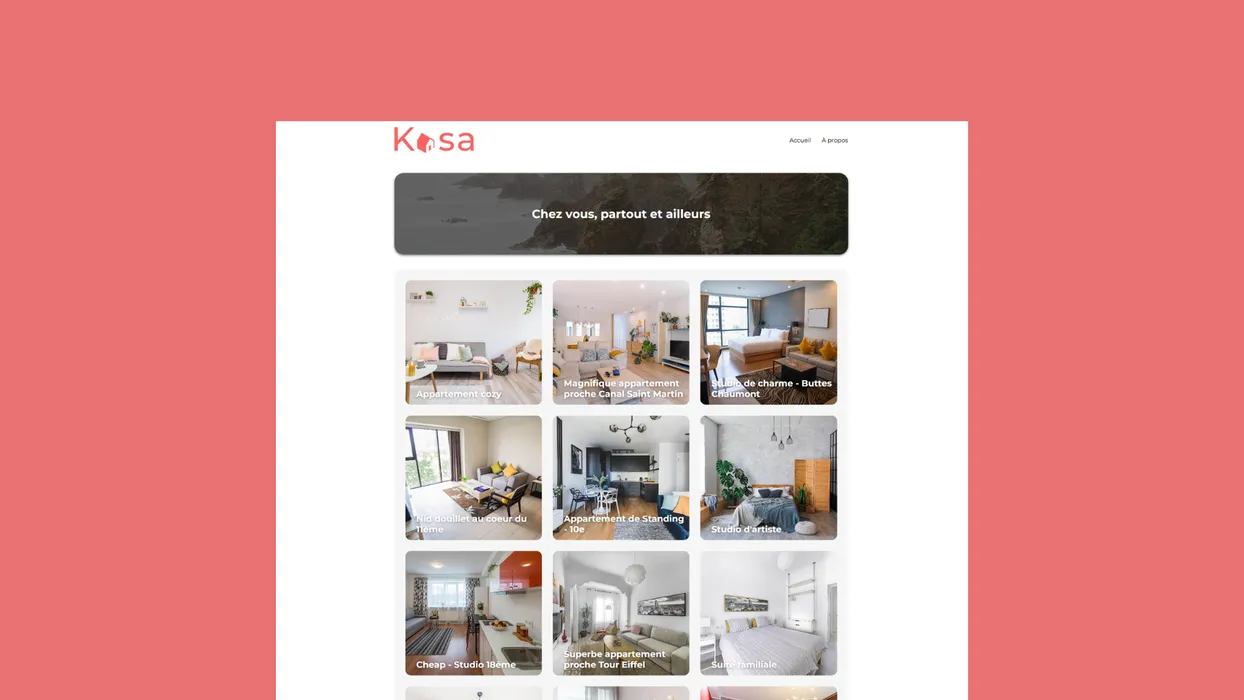 Kasa
Accueil
À propos
Chez vous, partout et ailleurs
Appartement cozy
Magnifique appartement
proche Canal Saint Martin
Studio de charme - Buttes
Chaumont
Nid douillet au coeur du
11ème
Appartement de Standing
- 10e
Studio d'artiste
Cheap - Studio 18ème
Superbe appartement
proche Tour Eiffel
Suite familiale